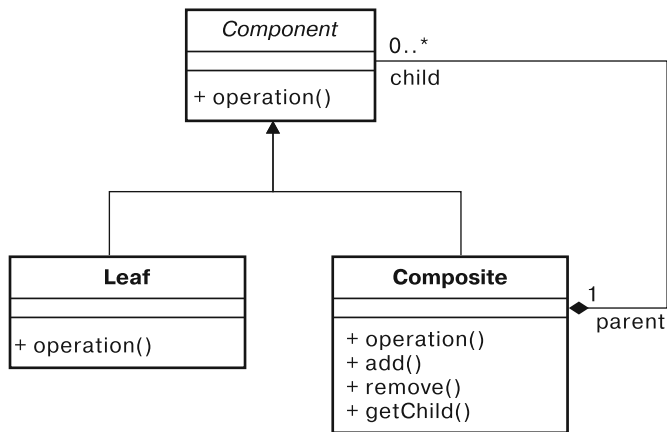 Component
+ operation()
0..*
child
Leaf
+ operation()
Composite
+ operation()
+ add()
+ remove()
+ getChild()
1
parent